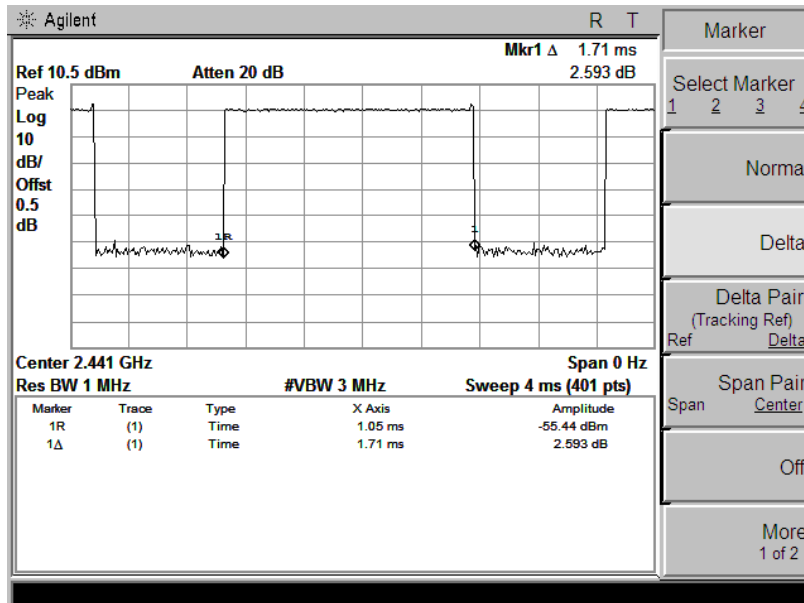 Agilent R T
Mkr1 Δ 1.71 ms
Ref 10.5 dBm Atten 20 dB 2.593 dB
Peak
Log
10
dB/
Offst
0.5
dB
1R
1
Center 2.441 GHz Span 0 Hz
Res BW 1 MHz #VBW 3 MHz Sweep 4 ms (401 pts)
Marker Trace Type X Axis Amplitude
1R (1) Time 1.05 ms -55.44 dBm
1Δ (1) Time 1.71 ms 2.593 dB
Marker
Select Marker
1 2 3 4
Norma
Delta
Delta Pair
(Tracking Ref)
Ref Delta
Span Pair
Span Center
Off
More
1 of 2